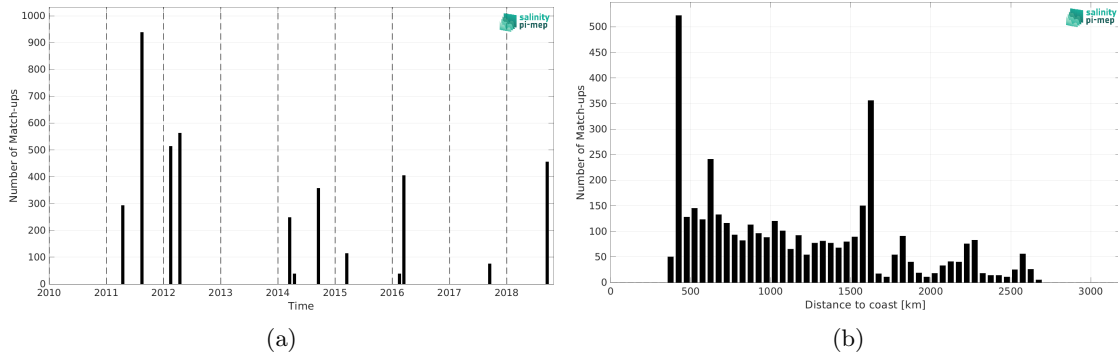 1000
900
800
700
600
500
400
300
200
100
0
2010 2011 2012 2013 2014 2015 2016 2017 2018
Number of Match-ups
Time
salinity
pi-mep
(a)
500
450
400
350
300
250
200
150
100
50
0
0 500 1000 1500 2000 2500 3000
Number of Match-ups
Distance to coast [km]
salinity
pi-mep
(b)